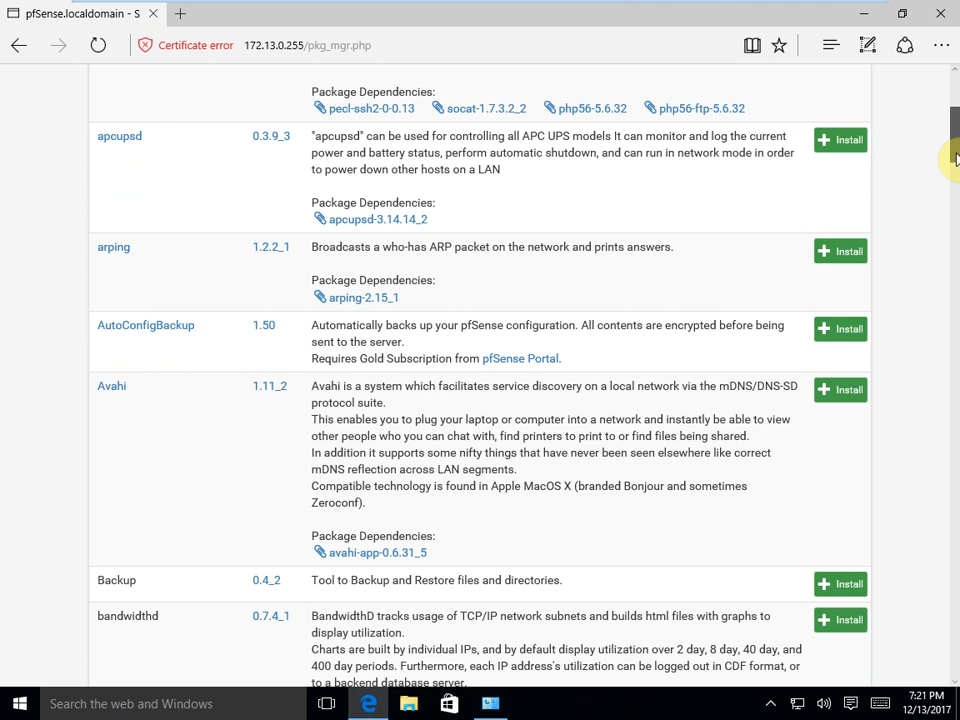 pfSense.localdomain - S
Certificate error 172.13.0.255/pkg_mgr.php
Package Dependencies:
pecl-ssh2-0-0.13 socat-1.7.3.2_2 php56-5.6.32 php56-ftp-5.6.32
apcupsd 0.3.9_3 "apcupsd" can be used for controlling all APC UPS models It can monitor and log the current Install
power and battery status, perform automatic shutdown, and can run in network mode in order
to power down other hosts on a LAN
Package Dependencies:
apcupsd-3.14.14_2
arping 1.2.2_1 Broadcasts a who-has ARP packet on the network and prints answers. Install
Package Dependencies:
arping-2.15_1
AutoConfigBackup 1.50 Automatically backs up your pfSense configuration. All contents are encrypted before being Install
sent to the server.
Requires Gold Subscription from pfSense Portal.
Avahi 1.11_2 Avahi is a system which facilitates service discovery on a local network via the mDNS/DNS-SD Install
protocol suite.
This enables you to plug your laptop or computer into a network and instantly be able to view
other people who you can chat with, find printers to print to or find files being shared.
In addition it supports some nifty things that have never been seen elsewhere like correct
mDNS reflection across LAN segments.
Compatible technology is found in Apple MacOS X (branded Bonjour and sometimes
Zeroconf).
Package Dependencies:
avahi-app-0.6.31_5
Backup 0.4_2 Tool to Backup and Restore files and directories. Install
bandwidthd 0.7.4_1 BandwidthD tracks usage of TCP/IP network subnets and builds html files with graphs to Install
display utilization.
Charts are built by individual IPs, and by default display utilization over 2 day, 8 day, 40 day, and
400 day periods. Furthermore, each IP address's utilization can be logged out in CDF format, or
to a backend database server.
Search the web and Windows
7:21 PM
12/13/2017